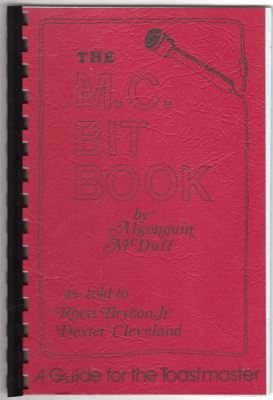 THE
M.C.
BIT
BOOK
by
Algonquin
McDuff
as told to
Rhett Bryson, Jr.
Dexter Cleveland
A Guide for the Toastmaster